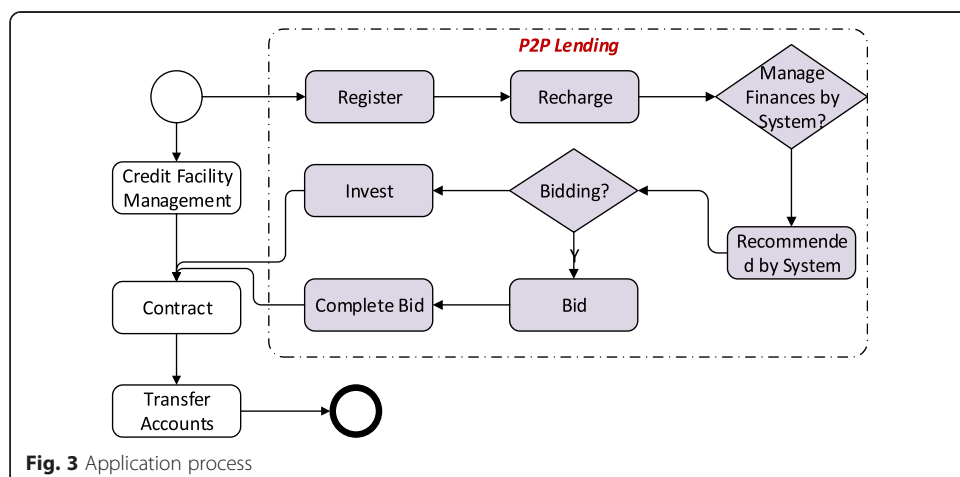 P2P Lending
Register
Recharge
Manage
Finances by
System?
Credit Facility
Management
Invest
Bidding?
Recommende
d by System
Y
Contract
Complete Bid
Bid
Transfer
Accounts
Fig. 3 Application process